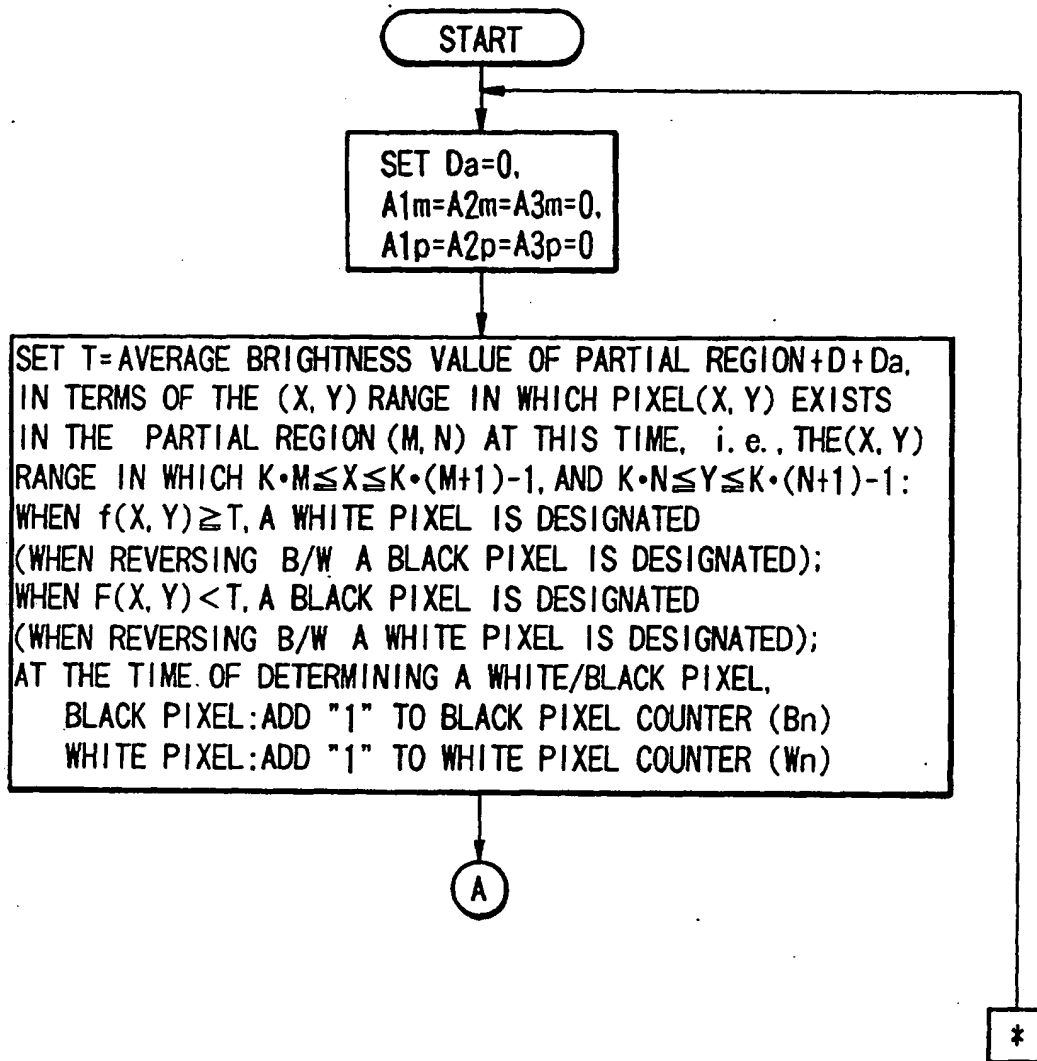 START
SET Da=0,
A1m=A2m=A3m=0,
A1p=A2p=A3p=0
SET T=AVERAGE BRIGHTNESS VALUE OF PARTIAL REGION+D+Da,
IN TERMS OF THE (X, Y) RANGE IN WHICH PIXEL(X, Y) EXISTS
IN THE PARTIAL REGION (M, N) AT THIS TIME, i.e., THE(X, Y)
RANGE IN WHICH K•M≦X≦K•(M+1)-1, AND K•N≦Y≦K•(N+1)-1:
WHEN f(X, Y)≧T, A WHITE PIXEL IS DESIGNATED
(WHEN REVERSING B/W A BLACK PIXEL IS DESIGNATED);
WHEN F(X, Y)<T, A BLACK PIXEL IS DESIGNATED
(WHEN REVERSING B/W A WHITE PIXEL IS DESIGNATED);
AT THE TIME OF DETERMINING A WHITE/BLACK PIXEL,
BLACK PIXEL:ADD "1" TO BLACK PIXEL COUNTER (Bn)
WHITE PIXEL:ADD "1" TO WHITE PIXEL COUNTER (Wn)
A
*